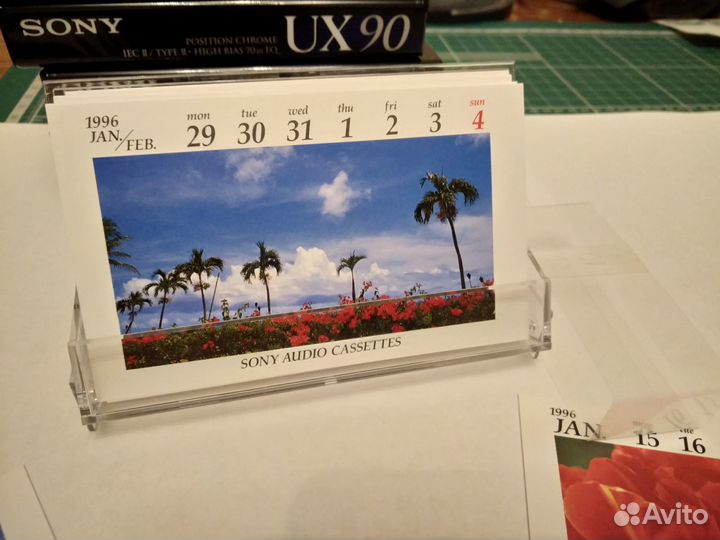 SONY
POSITION CHROME
IEC II / TYPE II · HIGH BIAS 70μs EQ
UX 90
1996
JAN./FEB.
mon tue wed thu fri sat sun
29 30 31 1 2 3 4
SONY AUDIO CASSETTES
1996
JAN.
15 16
Avito